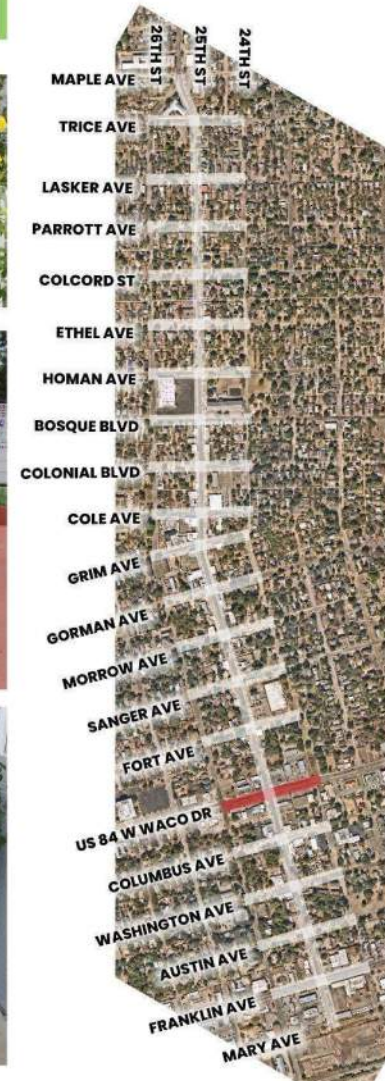 26TH ST
25TH ST
24TH ST
MAPLE AVE
TRICE AVE
LASKER AVE
PARROTT AVE
COLCORD ST
ETHEL AVE
HOMAN AVE
BOSQUE BLVD
COLONIAL BLVD
COLE AVE
GRIM AVE
GORMAN AVE
MORROW AVE
SANGER AVE
FORT AVE
US 84 W WACO DR
COLUMBUS AVE
WASHINGTON AVE
AUSTIN AVE
FRANKLIN AVE
MARY AVE